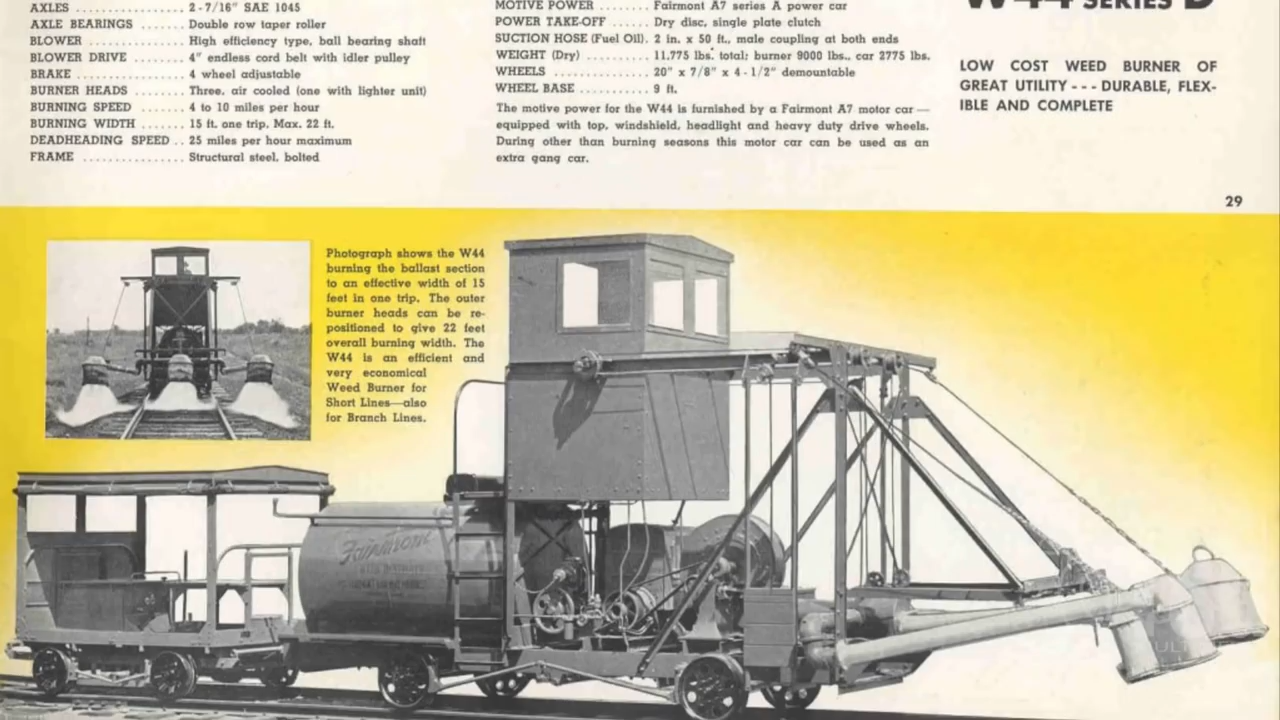 AXLES ................ 2-7/16" SAE 1045
AXLE BEARINGS ....... Double row taper roller
BLOWER .............. High efficiency type, ball bearing shaft
BLOWER DRIVE ........ 4" endless cord belt with idler pulley
BRAKE ............... 4 wheel adjustable
BURNER HEADS ........ Three, air cooled (one with lighter unit)
BURNING SPEED ....... 4 to 10 miles per hour
BURNING WIDTH ....... 15 ft. one trip. Max. 22 ft.
DEADHEADING SPEED .. 25 miles per hour maximum
FRAME ............... Structural steel, bolted
MOTIVE POWER ....... Fairmont A7 series A power car
POWER TAKE-OFF ..... Dry disc, single plate clutch
SUCTION HOSE (Fuel Oil). 2 in. x 50 ft., male coupling at both ends
WEIGHT (Dry) ......... 11,775 lbs. total; burner 9000 lbs., car 2775 lbs.
WHEELS .............. 20" x 7/8" x 4-1/2" demountable
WHEEL BASE .......... 9 ft.
The motive power for the W44 is furnished by a Fairmont A7 motor car —
equipped with top, windshield, headlight and heavy duty drive wheels.
During other than burning seasons this motor car can be used as an
extra gang car.
W44 SERIES D
LOW COST WEED BURNER OF
GREAT UTILITY --- DURABLE, FLEX-
IBLE AND COMPLETE
29
Photograph shows the W44
burning the ballast section
to an effective width of 15
feet in one trip. The outer
burner heads can be re-
positioned to give 22 feet
overall burning width. The
W44 is an efficient and
very economical
Weed Burner for
Short Lines—also
for Branch Lines.
Fairmont